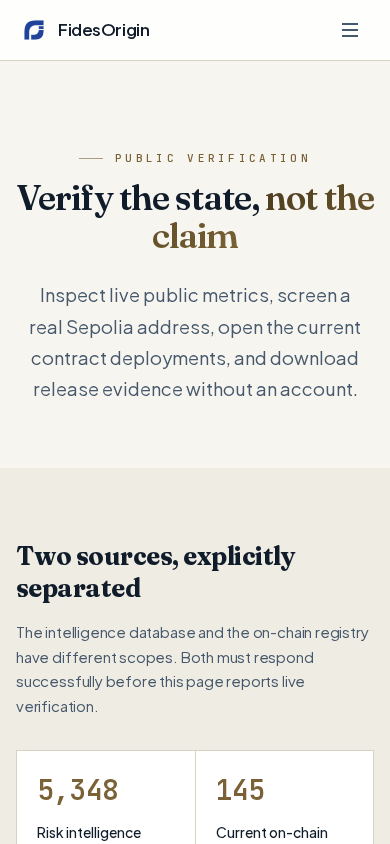 FidesOrigin
PUBLIC VERIFICATION
Verify the state, not the
claim
Inspect live public metrics, screen a
real Sepolia address, open the current
contract deployments, and download
release evidence without an account.
Two sources, explicitly
separated
The intelligence database and the on-chain registry
have different scopes. Both must respond
successfully before this page reports live
verification.
5,348
145
Risk intelligence
Current on-chain